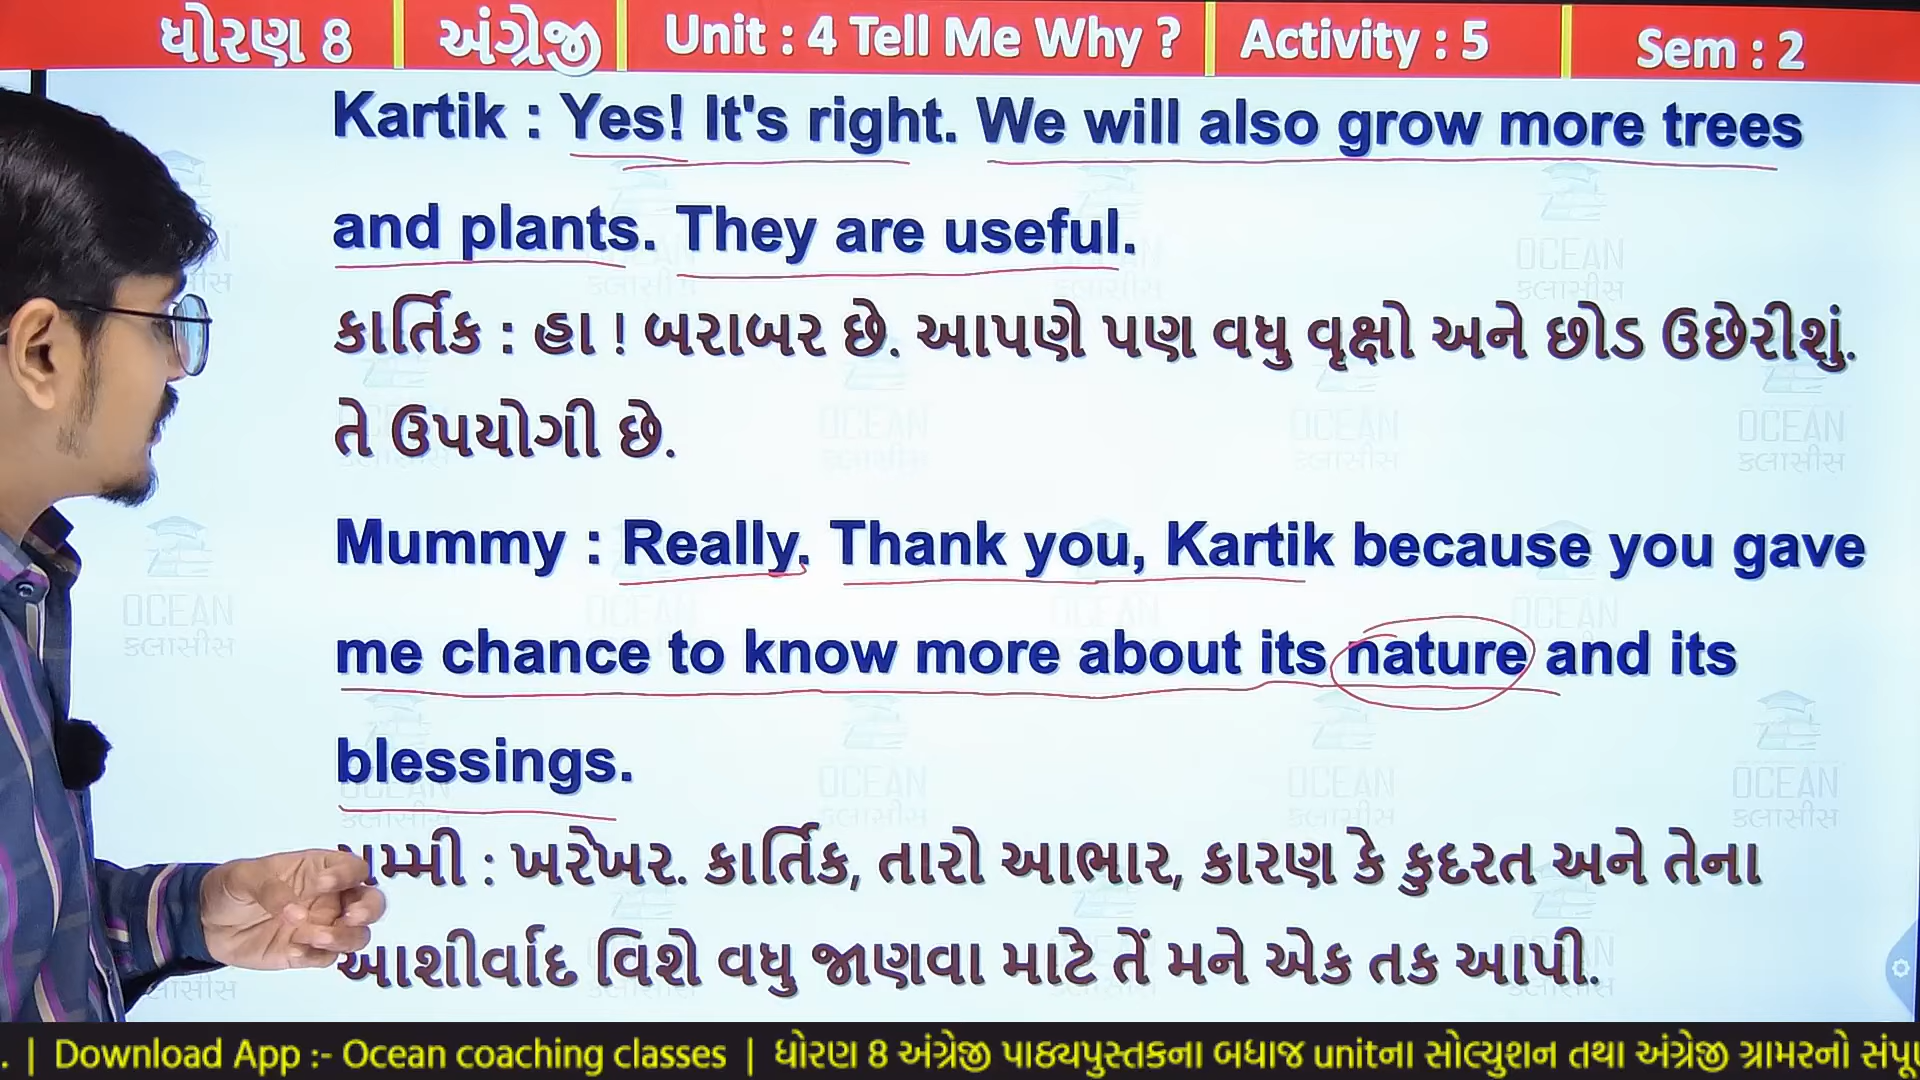 ધોરણ 8 અંગ્રેજી Unit : 4 Tell Me Why ? Activity : 5 Sem : 2
Kartik : Yes! It's right. We will also grow more trees
and plants. They are useful.
કાર્તિક : હા ! બરાબર છે. આપણે પણ વધુ વૃક્ષો અને છોડ ઉછેરીશું.
તે ઉપયોગી છે.
Mummy : Really. Thank you, Kartik because you gave
me chance to know more about its nature and its
blessings.
મમ્મી : ખરેખર. કાર્તિક, તારો આભાર, કારણ કે કુદરત અને તેના
આશીર્વાદ વિશે વધુ જાણવા માટે તેં મને એક તક આપી.
OCEAN
ક્લાસીસ
. | Download App :- Ocean coaching classes | ધોરણ 8 અંગ્રેજી પાઠ્યપુસ્તકના બધાજ unitના સોલ્યુશન તથા અંગ્રેજી ગ્રામરનો